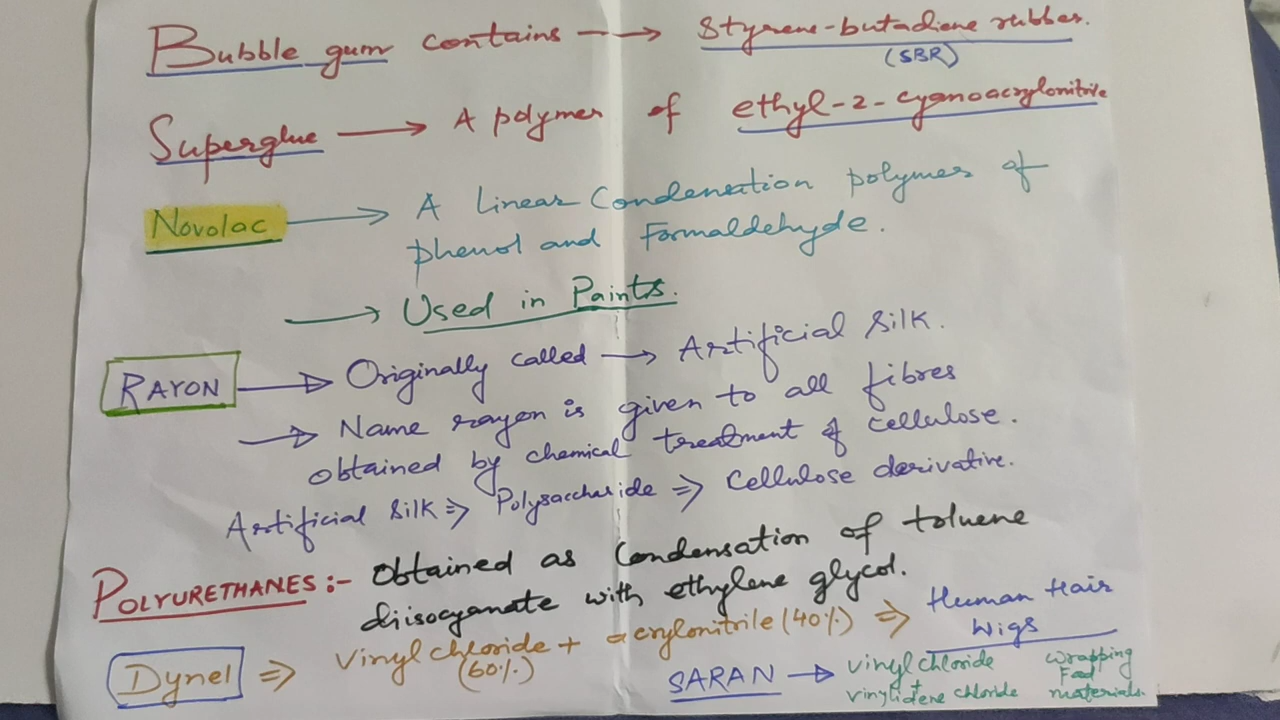 Bubble gum contains → Styrene-butadiene rubber.
(SBR)
Superglue → A polymer of ethyl-2-cyanoacrylonitrile
Novolac → A Linear Condensation polymer of
phenol and Formaldehyde.
→ Used in Paints.
RAYON → Originally called → Artificial Silk.
→ Name rayon is given to all fibres
obtained by chemical treatment of cellulose.
Artificial Silk ⇒ Polysaccharide ⇒ Cellulose derivative.
POLYURETHANES:- Obtained as Condensation of toluene
diisocyanate with ethylene glycol.
Dynel ⇒ Vinyl chloride + acrylonitrile (40%) ⇒ Human Hair
(60%) Wigs
SARAN → vinyl chloride wrapping
+ Food
vinylidene chloride materials.